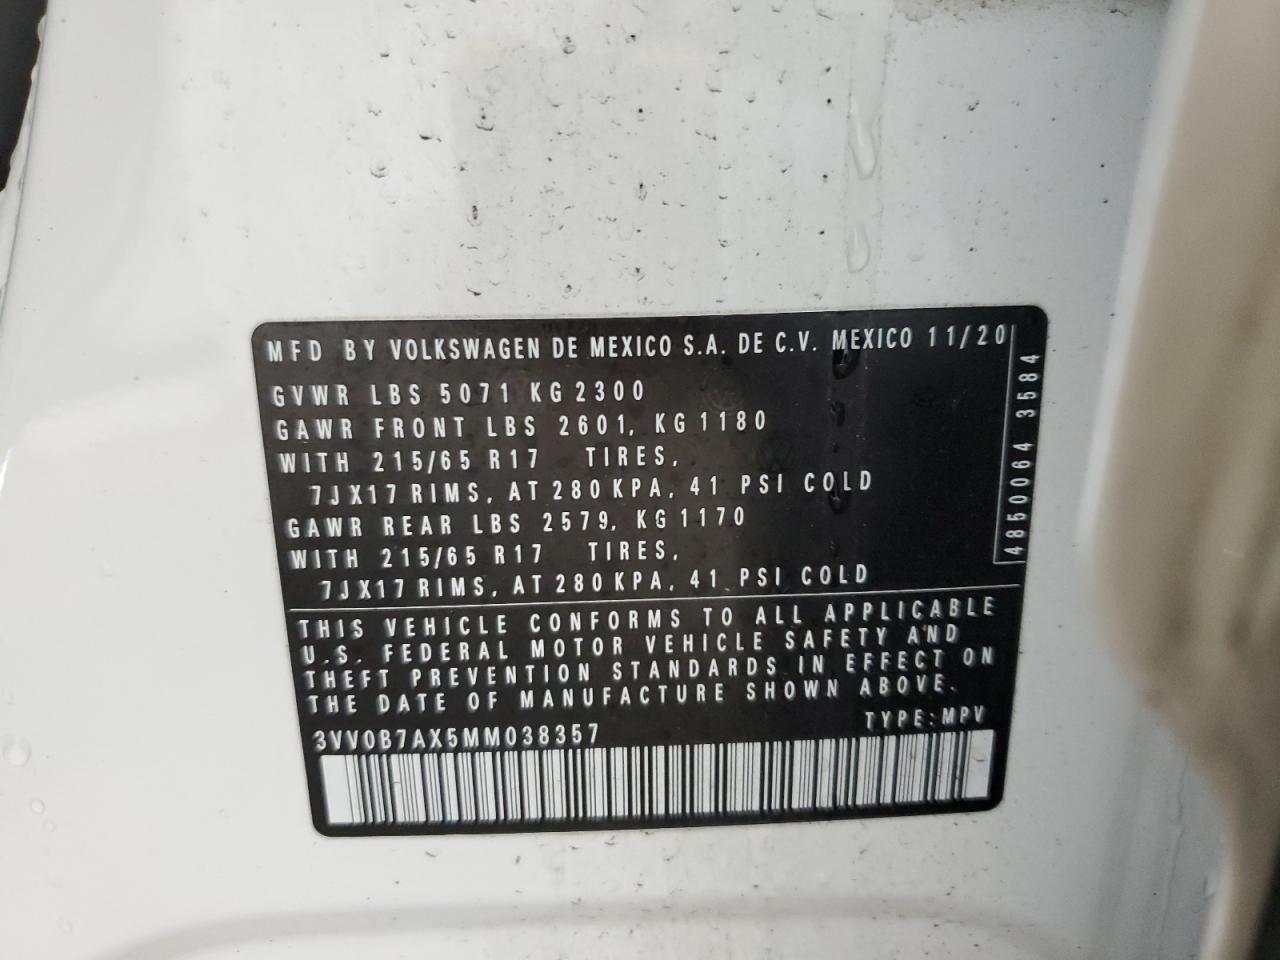 MFD BY VOLKSWAGEN DE MEXICO S.A. DE C.V. MEXICO 11/20
GVWR LBS 5071 KG 2300
GAWR FRONT LBS 2601, KG 1180
WITH 215/65 R17 TIRES,
7JX17 RIMS, AT 280 KPA, 41 PSI COLD
GAWR REAR LBS 2579, KG 1170
WITH 215/65 R17 TIRES,
7JX17 RIMS, AT 280 KPA, 41 PSI COLD
4850064 3584
THIS VEHICLE CONFORMS TO ALL APPLICABLE
U.S. FEDERAL MOTOR VEHICLE SAFETY AND
THEFT PREVENTION STANDARDS IN EFFECT ON
THE DATE OF MANUFACTURE SHOWN ABOVE.
3VV0B7AX5MM038357 TYPE: MPV